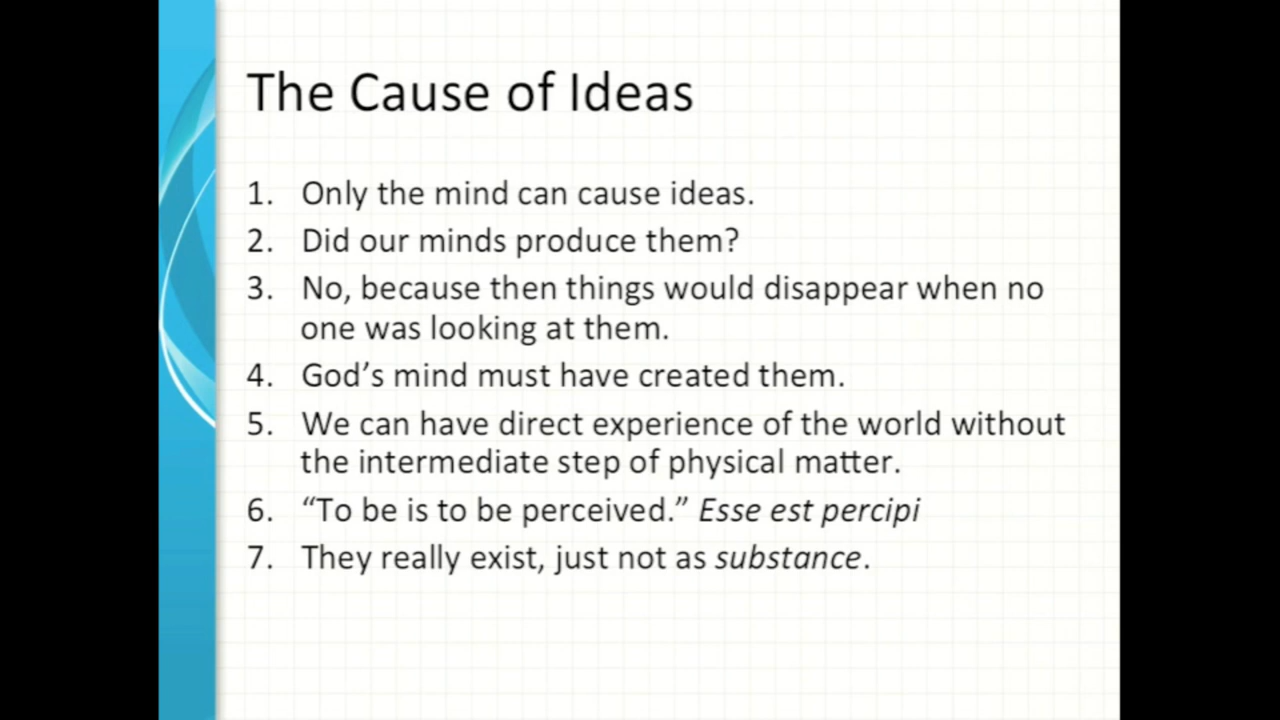 The Cause of Ideas
1. Only the mind can cause ideas.
2. Did our minds produce them?
3. No, because then things would disappear when no
one was looking at them.
4. God’s mind must have created them.
5. We can have direct experience of the world without
the intermediate step of physical matter.
6. “To be is to be perceived.” Esse est percipi
7. They really exist, just not as substance.